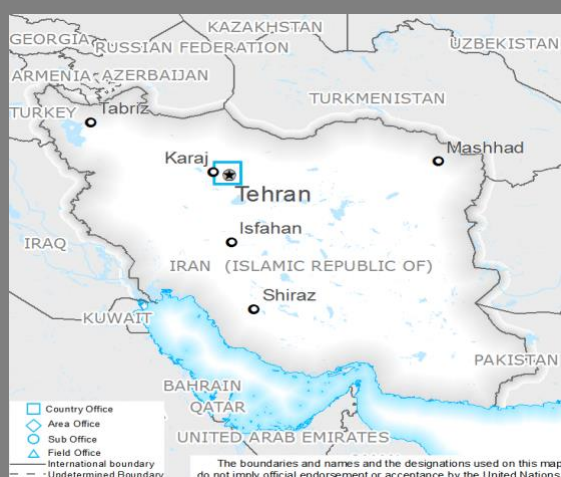 KAZAKHSTAN
GEORGIA
RUSSIAN FEDERATION
UZBEKISTAN
ARMENIA
AZERBAIJAN
TURKMENISTAN
TURKEY
Tabriz
Mashhad
Karaj
Tehran
Isfahan
IRAQ
IRAN (ISLAMIC REPUBLIC OF)
Shiraz
KUWAIT
PAKISTAN
BAHRAIN
QATAR
UNITED ARAB EMIRATES
Country Office
Area Office
Sub Office
Field Office
International boundary
Undetermined Boundary
The boundaries and names and the designations used on this map
do not imply official endorsement or acceptance by the United Nations